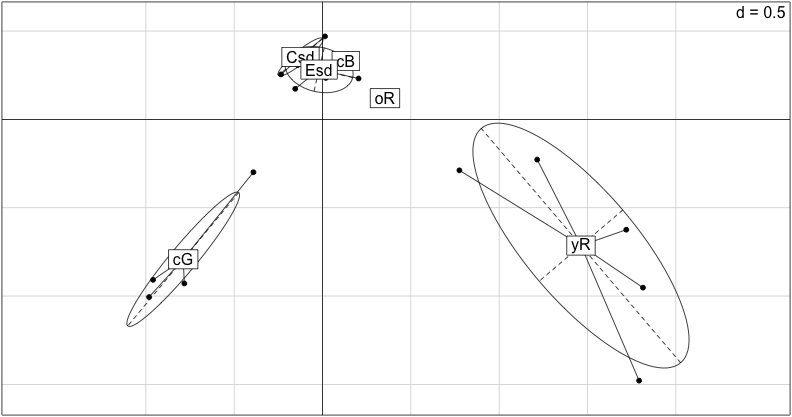 d = 0.5
Csd
cB
Esd
oR
yR
cG